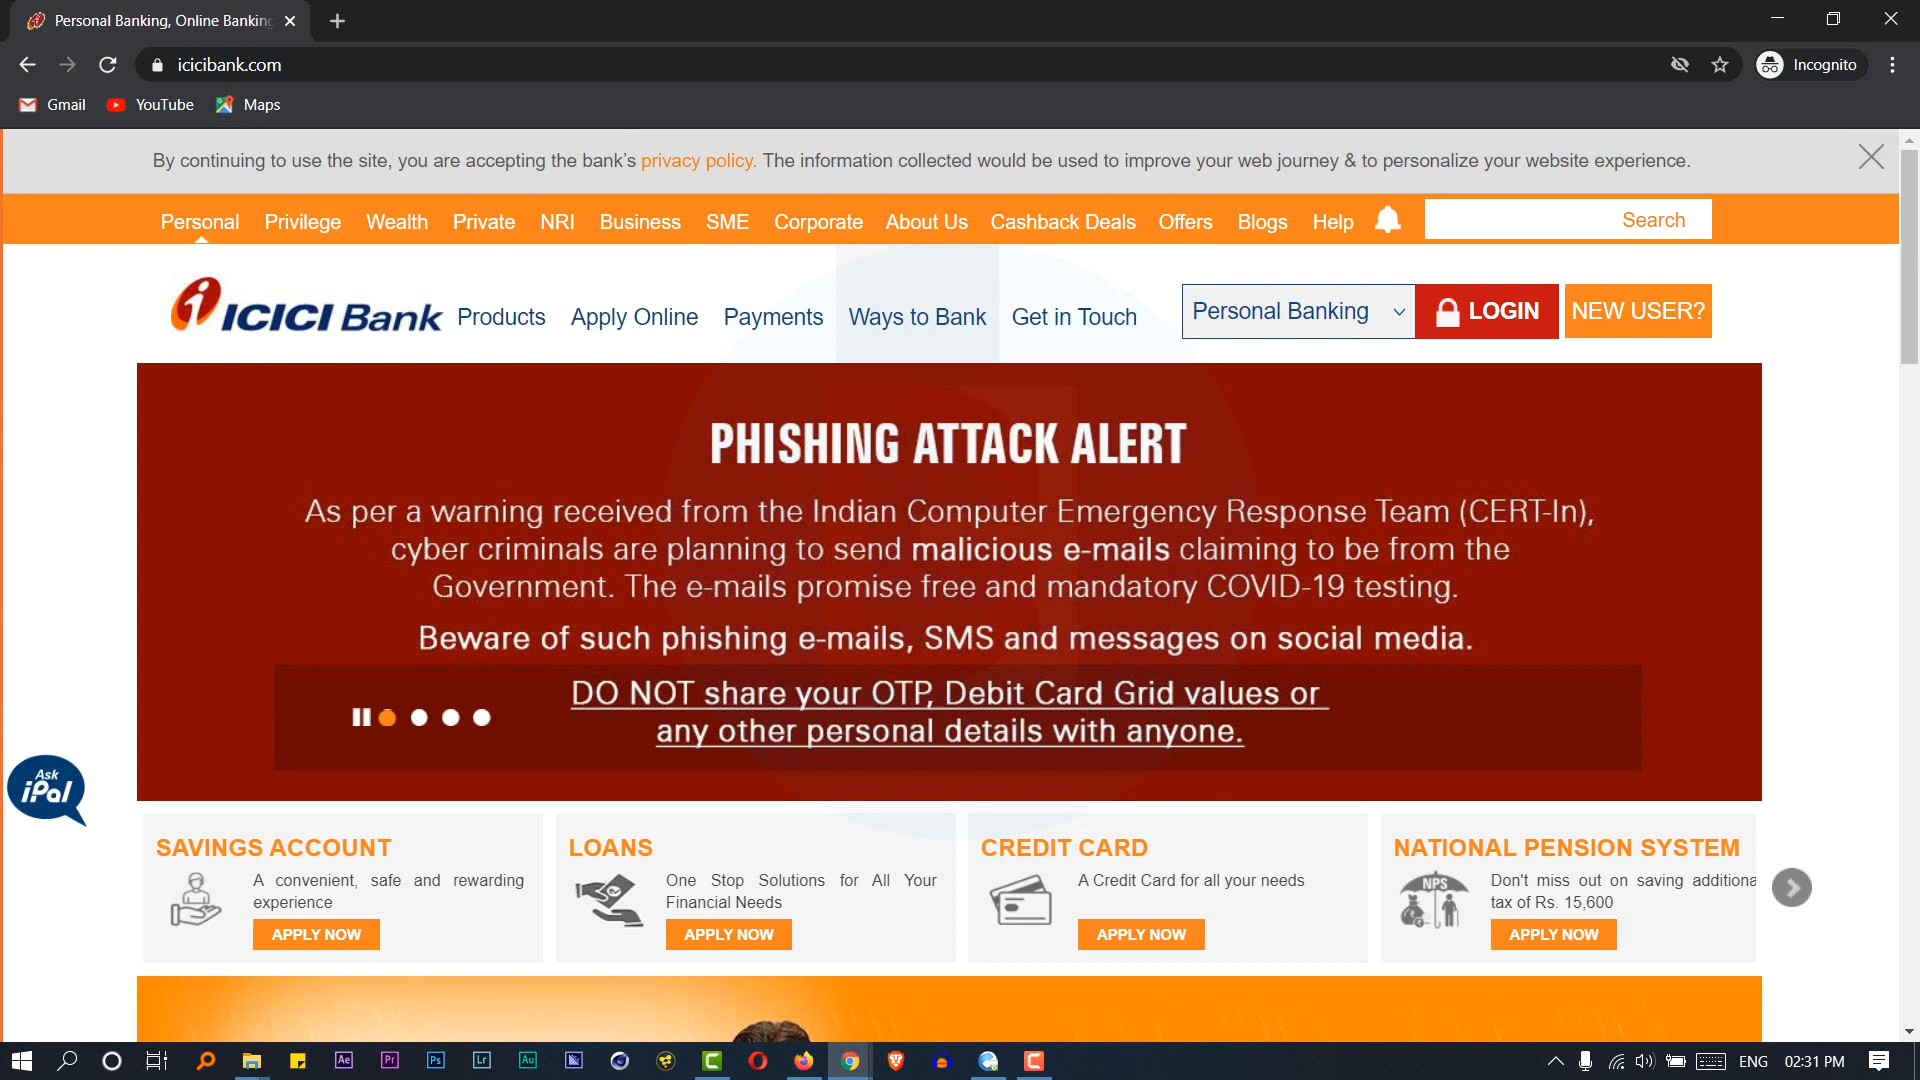 Personal Banking, Online Banking
icicibank.com
Incognito
Gmail
YouTube
Maps
By continuing to use the site, you are accepting the bank's privacy policy. The information collected would be used to improve your web journey & to personalize your website experience.
Personal Privilege Wealth Private NRI Business SME Corporate About Us Cashback Deals Offers Blogs Help Search
i ICICI Bank Products Apply Online Payments Ways to Bank Get in Touch Personal Banking LOGIN NEW USER?
PHISHING ATTACK ALERT
As per a warning received from the Indian Computer Emergency Response Team (CERT-In),
cyber criminals are planning to send malicious e-mails claiming to be from the
Government. The e-mails promise free and mandatory COVID-19 testing.
Beware of such phishing e-mails, SMS and messages on social media.
DO NOT share your OTP, Debit Card Grid values or
any other personal details with anyone.
Ask
iPal
SAVINGS ACCOUNT
A convenient, safe and rewarding
experience
APPLY NOW
LOANS
One Stop Solutions for All Your
Financial Needs
APPLY NOW
CREDIT CARD
A Credit Card for all your needs
APPLY NOW
NATIONAL PENSION SYSTEM
NPS
Don't miss out on saving additiona
tax of Rs. 15,600
APPLY NOW
Ae Pr Ps Lr Au
ENG 02:31 PM